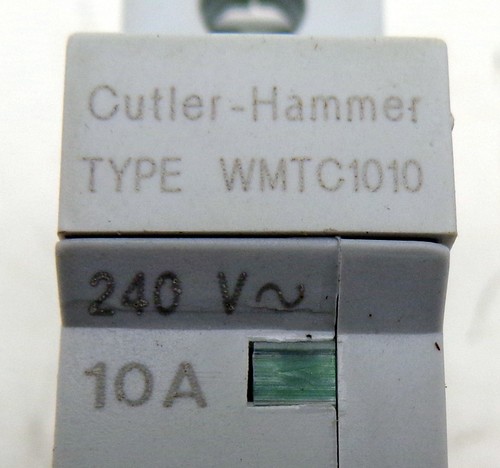 Cutler-Hammer
TYPE WMTC1010
240 V~
10A